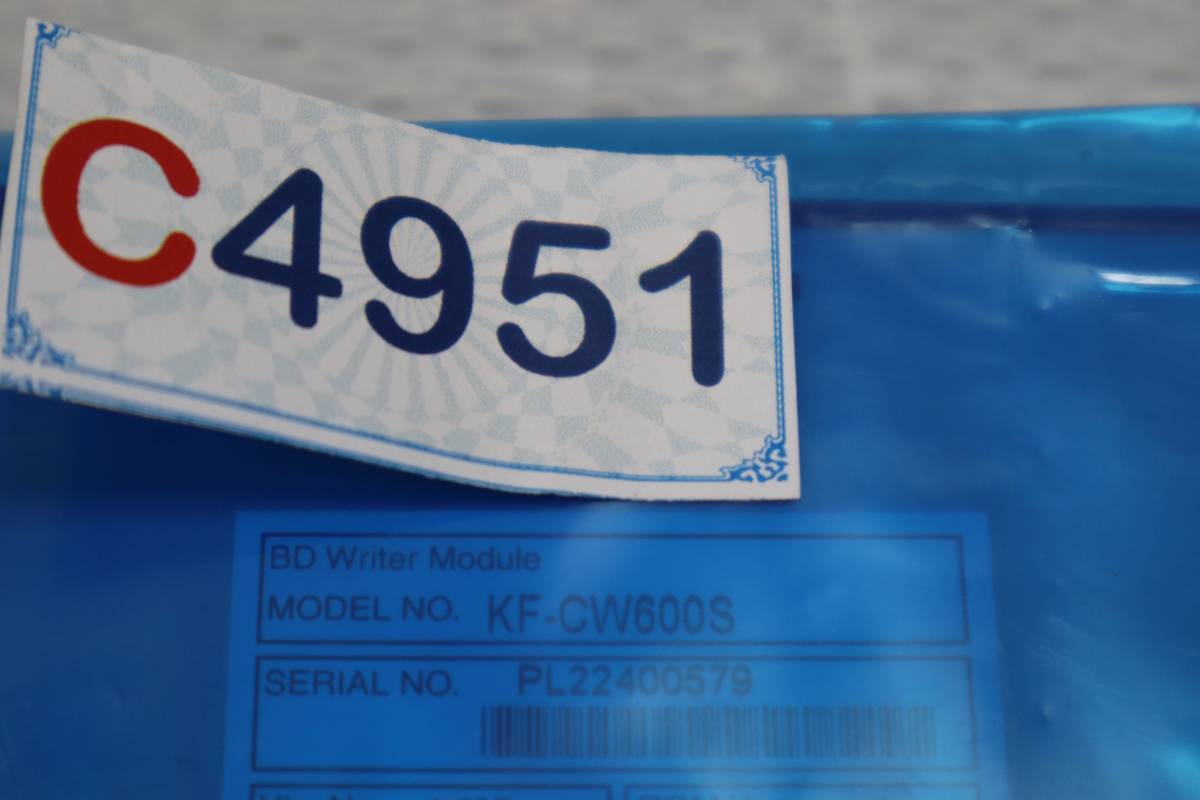 C4951
BD Writer Module
MODEL NO. KF-CW600S
SERIAL NO. PL22400579